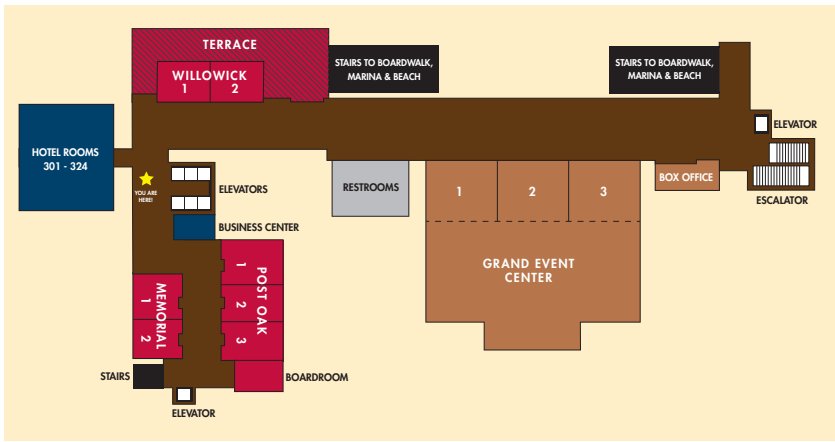 TERRACE
WILLOWICK
1 2
STAIRS TO BOARDWALK,
MARINA & BEACH
STAIRS TO BOARDWALK,
MARINA & BEACH
ELEVATOR
HOTEL ROOMS
301 - 324
YOU ARE
HERE!
ELEVATORS
RESTROOMS
1 2 3
BOX OFFICE
ESCALATOR
BUSINESS CENTER
GRAND EVENT
CENTER
POST OAK
1
2
3
MEMORIAL
1
2
STAIRS
BOARDROOM
ELEVATOR